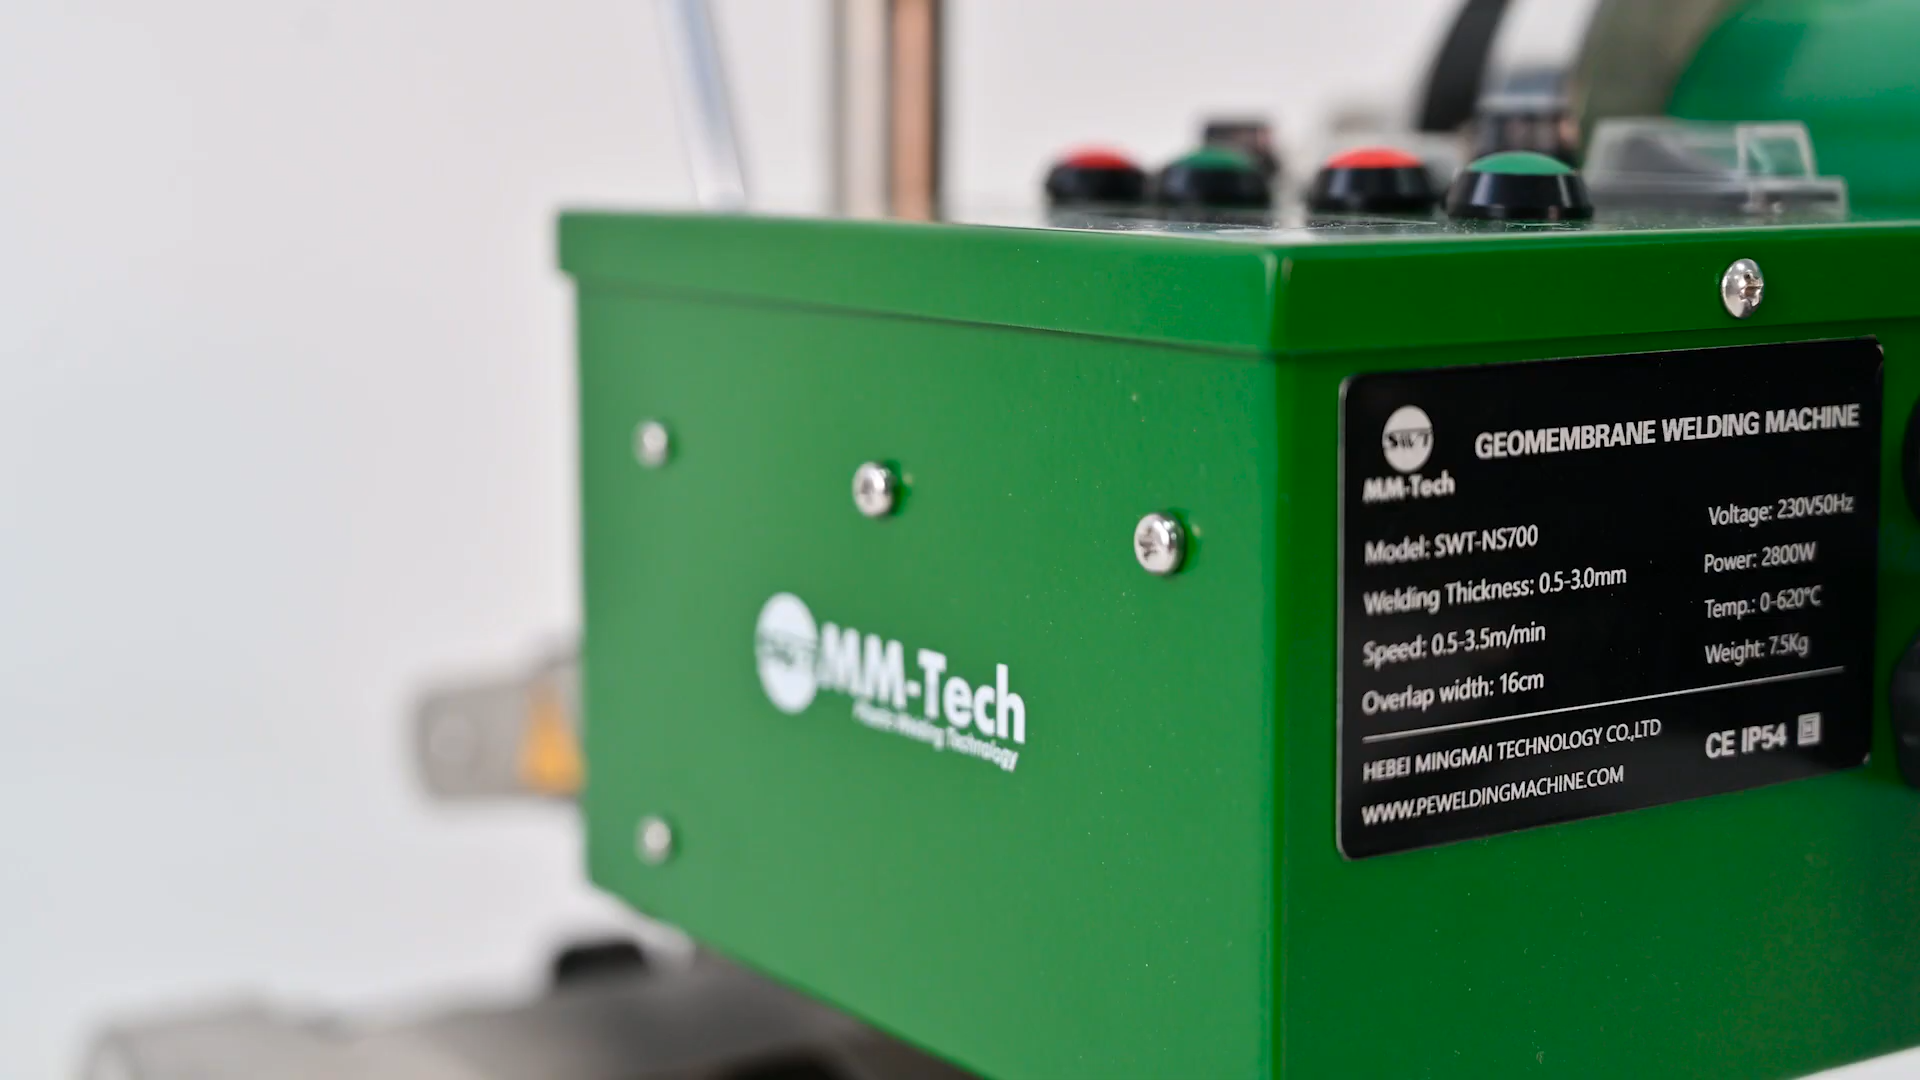 SWT
MM-Tech
Welding Technology
SWT
MM-Tech
GEOMEMBRANE WELDING MACHINE
Model: SWT-NS700
Welding Thickness: 0.5-3.0mm
Speed: 0.5-3.5m/min
Overlap width: 16cm
Voltage: 230V50Hz
Power: 2800W
Temp.: 0-620°C
Weight: 7.5Kg
HEBEI MINGMAI TECHNOLOGY CO.,LTD
WWW.PEWELDINGMACHINE.COM
CE IP54